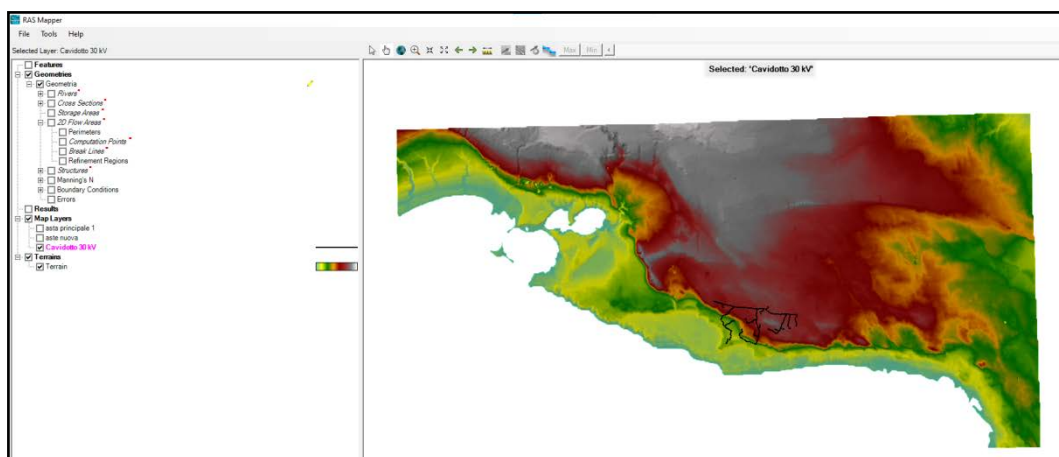 RAS Mapper
File Tools Help
Selected Layer: Cavidotto 30 kV
Max Min
Features
Geometries
Geometria
Rivers
Cross Sections
Storage Areas
2D Flow Areas
Perimeters
Computation Points
Break Lines
Refinement Regions
Structures
Manning's N
Boundary Conditions
Errors
Results
Map Layers
asta principale 1
aste nuova
Cavidotto 30 kV
Terrains
Terrain
Selected: 'Cavidotto 30 kV'